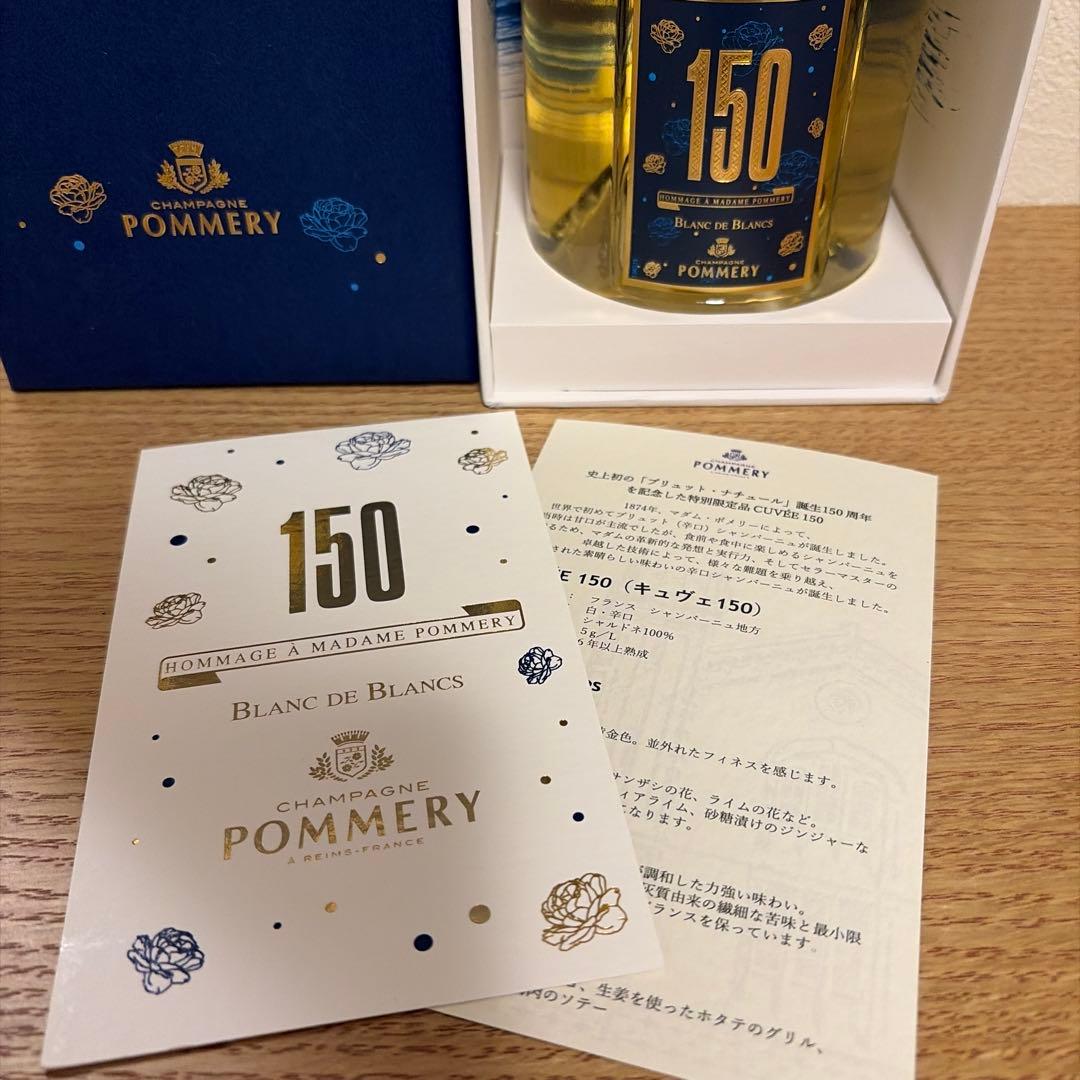 CHAMPAGNE
POMMERY
150
HOMMAGE À MADAME POMMERY
BLANC DE BLANCS
CHAMPAGNE
POMMERY
150
HOMMAGE À MADAME POMMERY
BLANC DE BLANCS
CHAMPAGNE
POMMERY
À REIMS-FRANCE
CHAMPAGNE
POMMERY
史上初の「ブリュット・ナチュール」誕生150周年
を記念した特別限定品 CUVÉE 150
1874年、マダム・ポメリーによって、
世界で初めてブリュット（辛口）シャンパーニュが誕生しました。
当時は甘口が主流でしたが、食前や食中に楽しめるシャンパーニュを
るため、マダムの革新的な発想と実行力、そしてセラーマスターの
卓越した技術によって、様々な難題を乗り越え、
された素晴らしい味わいの辛口シャンパーニュが誕生しました。
E 150（キュヴェ150）
： フランス シャンパーニュ地方
白・辛口
シャルドネ100%
5g／L
6年以上熟成
es
金色。並外れたフィネスを感じます。
サンザシの花、ライムの花など。
イアライム、砂糖漬けのジンジャーな
になります。
が調和した力強い味わい。
灰質由来の繊細な苦味と最小限
ランスを保っています。
、生姜を使ったホタテのグリル、
肉のソテー